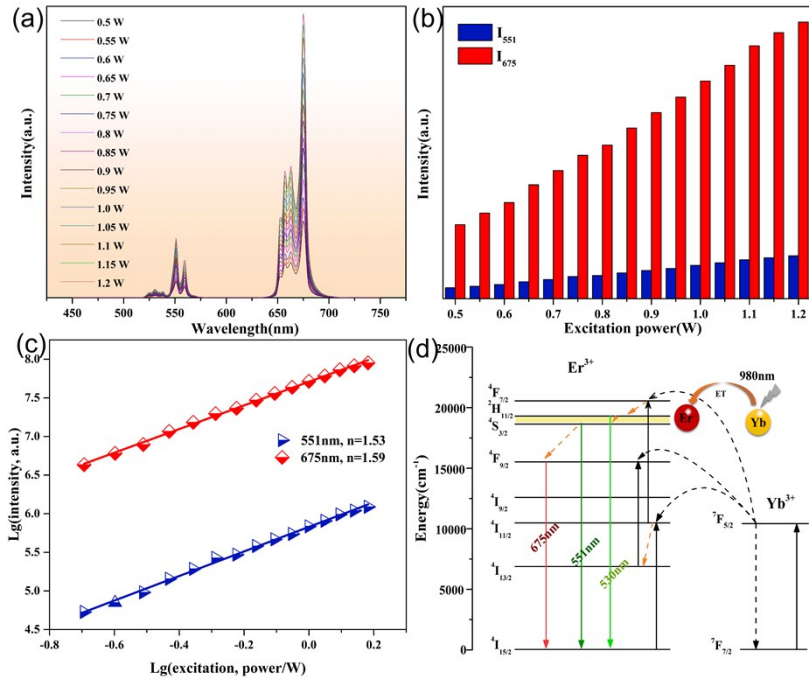 (a)
0.5 W
0.55 W
0.6 W
0.65 W
0.7 W
0.75 W
0.8 W
0.85 W
0.9 W
0.95 W
1.0 W
1.05 W
1.1 W
1.15 W
1.2 W
Intensity(a.u.)
450 500 550 600 650 700 750
Wavelength(nm)
(b)
I551
I675
Intensity(a.u.)
0.5 0.6 0.7 0.8 0.9 1.0 1.1 1.2
Excitation power(W)
(c)
8.0
7.5
7.0
6.5
6.0
5.5
5.0
4.5
Lg(intensity, a.u.)
551nm, n=1.53
675nm, n=1.59
-0.8 -0.6 -0.4 -0.2 0.0 0.2
Lg(excitation, power/W)
(d)
25000
20000
15000
10000
5000
0
Energy(cm-1)
Er3+
4F7/2
2H11/2
4S3/2
4F9/2
4I9/2
4I11/2
4I13/2
4I15/2
675nm
551nm
530nm
980nm
ET
Er
Yb
Yb3+
7F5/2
7F7/2